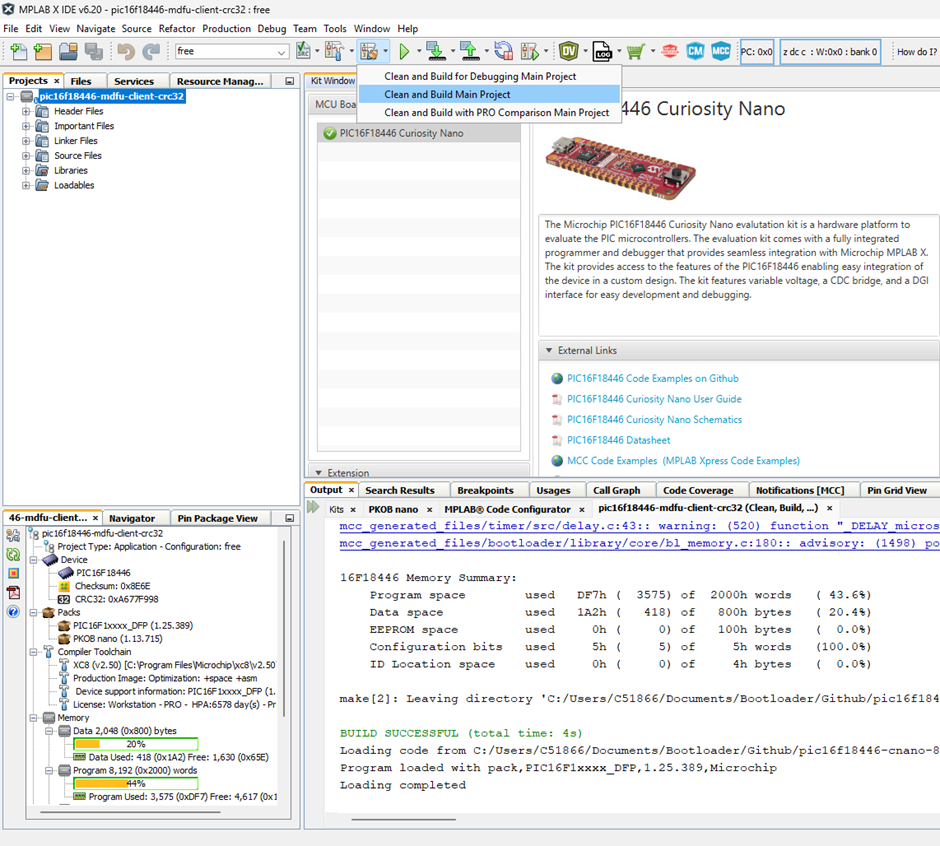 MPLAB X IDE v6.20 - pic16f18446-mdfu-client-crc32 : free
File Edit View Navigate Source Refactor Production Debug Team Tools Window Help
free
PC: 0x0
z dc c : W:0x0 : bank 0
How do I?
Clean and Build for Debugging Main Project
Clean and Build Main Project
Clean and Build with PRO Comparison Main Project
Projects × Files Services Resource Manag...
pic16f18446-mdfu-client-crc32
Header Files
Important Files
Linker Files
Source Files
Libraries
Loadables
Kit Window
MCU Boa
PIC16F18446 Curiosity Nano
Extension
446 Curiosity Nano
The Microchip PIC16F18446 Curiosity Nano evalutation kit is a hardware platform to
evaluate the PIC microcontrollers. The evaluation kit comes with a fully integrated
programmer and debugger that provides seamless integration with Microchip MPLAB X.
The kit provides access to the features of the PIC16F18446 enabling easy integration of
the device in a custom design. The kit features variable voltage, a CDC bridge, and a DGI
interface for easy development and debugging.
External Links
PIC16F18446 Code Examples on Github
PIC16F18446 Curiosity Nano User Guide
PIC16F18446 Curiosity Nano Schematics
PIC16F18446 Datasheet
MCC Code Examples (MPLAB Xpress Code Examples)
46-mdfu-client... × Navigator Pin Package View
pic16f18446-mdfu-client-crc32
Project Type: Application - Configuration: free
Device
PIC16F18446
Checksum: 0x8E6E
CRC32: 0xA677F998
Packs
PIC16F1xxxx_DFP (1.25.389)
PKOB nano (1.13.715)
Compiler Toolchain
XC8 (v2.50) [C:\Program Files\Microchip\xc8\v2.50
Production Image: Optimization: +space +asm
Device support information: PIC16F1xxxx_DFP (1.
License: Workstation - PRO - HPA:6578 day(s) - Pr
Memory
Data 2,048 (0x800) bytes
20%
Data Used: 418 (0x1A2) Free: 1,630 (0x65E)
Program 8,192 (0x2000) words
44%
Program Used: 3,575 (0xDF7) Free: 4,617 (0x1
Output × Search Results Breakpoints Usages Call Graph Code Coverage Notifications [MCC] Pin Grid View
Kits × PKOB nano × MPLAB® Code Configurator × pic16f18446-mdfu-client-crc32 (Clean, Build, ...) ×
mcc_generated_files/timer/src/delay.c:43:: warning: (520) function "_DELAY_micros
mcc_generated_files/bootloader/library/core/bl_memory.c:180:: advisory: (1498) po
16F18446 Memory Summary:
Program space used DF7h ( 3575) of 2000h words ( 43.6%)
Data space used 1A2h ( 418) of 800h bytes ( 20.4%)
EEPROM space used 0h ( 0) of 100h bytes ( 0.0%)
Configuration bits used 5h ( 5) of 5h words (100.0%)
ID Location space used 0h ( 0) of 4h bytes ( 0.0%)
make[2]: Leaving directory 'C:/Users/C51866/Documents/Bootloader/Github/pic16f184
BUILD SUCCESSFUL (total time: 4s)
Loading code from C:/Users/C51866/Documents/Bootloader/Github/pic16f18446-cnano-8
Program loaded with pack,PIC16F1xxxx_DFP,1.25.389,Microchip
Loading completed